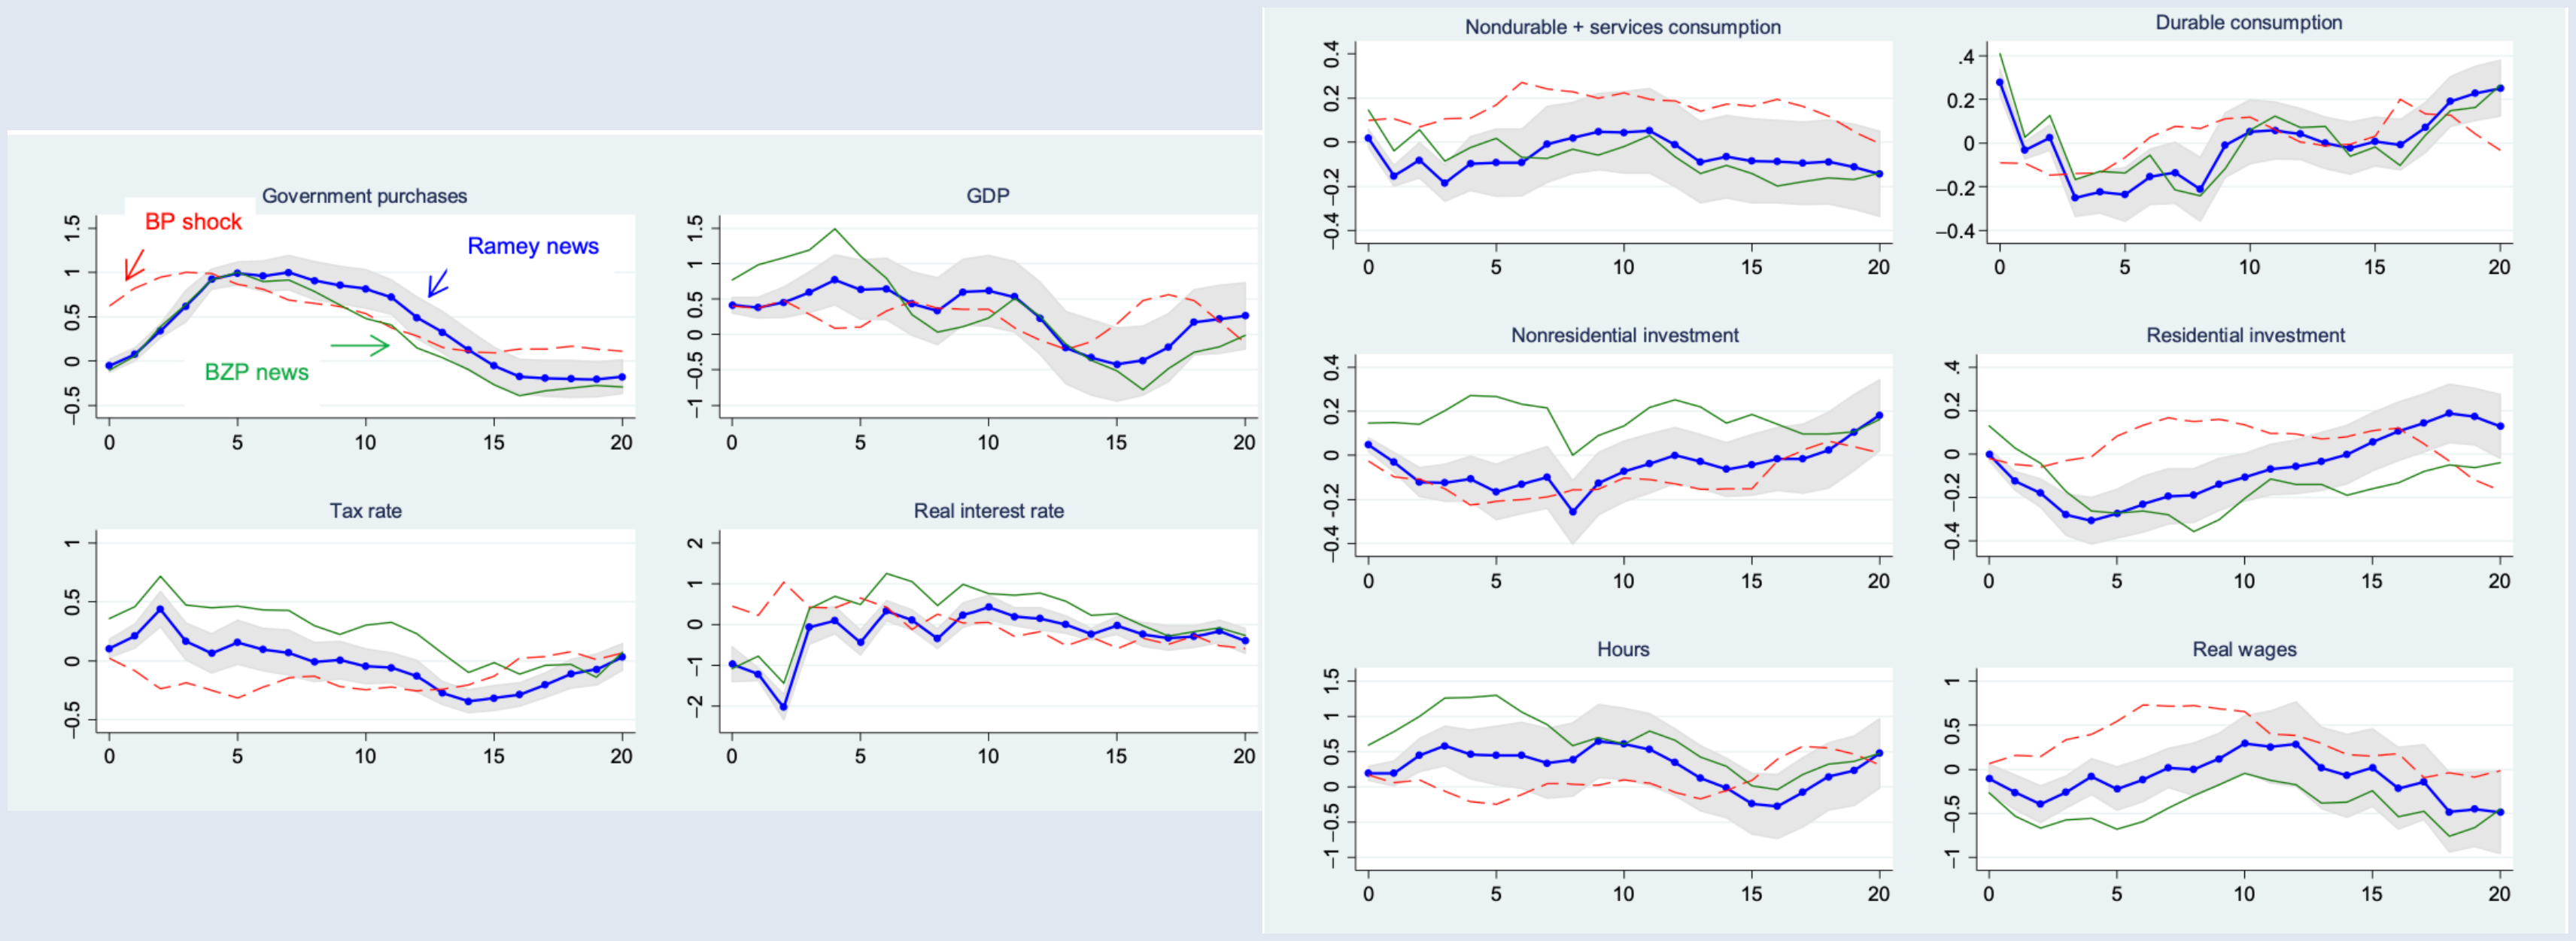 Government purchases
BP shock
Ramey news
BZP news
1.5
1
0.5
0
−0.5
0 5 10 15 20
GDP
1.5
1
0.5
0
−0.5
−1
0 5 10 15 20
Tax rate
1
0.5
0
−0.5
0 5 10 15 20
Real interest rate
2
1
0
−1
−2
0 5 10 15 20
Nondurable + services consumption
0.4
0.2
0
−0.2
−0.4
0 5 10 15 20
Durable consumption
.4
0.2
0
−0.2
−0.4
0 5 10 15 20
Nonresidential investment
0.4
0.2
0
−0.2
−0.4
0 5 10 15 20
Residential investment
.4
0.2
0
−0.2
−0.4
0 5 10 15 20
Hours
1.5
1
0.5
0
−0.5
−1
0 5 10 15 20
Real wages
1
0.5
0
−0.5
−1
0 5 10 15 20